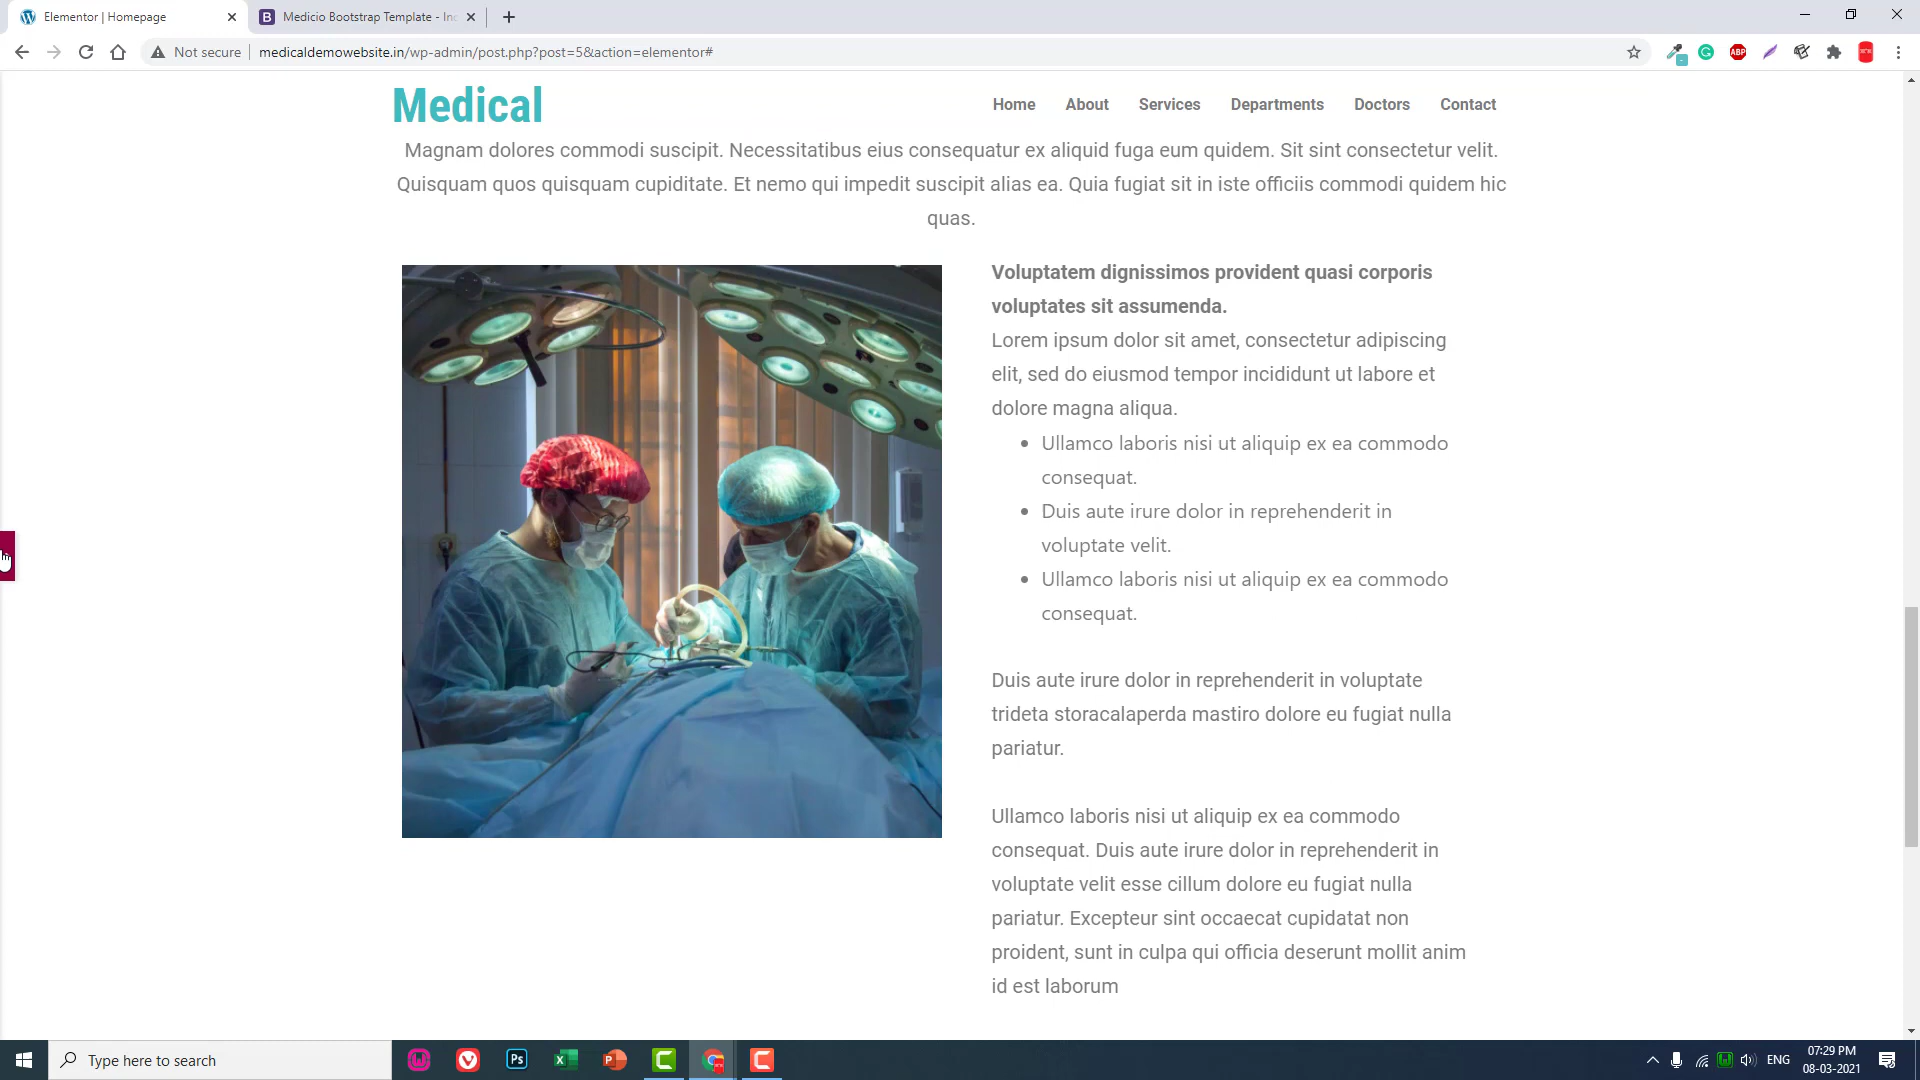 Elementor | Homepage
Medicio Bootstrap Template - Inc
Not secure
medicaldemowebsite.in/wp-admin/post.php?post=5&action=elementor#
ABP
Medical
Home
About
Services
Departments
Doctors
Contact
Magnam dolores commodi suscipit. Necessitatibus eius consequatur ex aliquid fuga eum quidem. Sit sint consectetur velit.
Quisquam quos quisquam cupiditate. Et nemo qui impedit suscipit alias ea. Quia fugiat sit in iste officiis commodi quidem hic
quas.
Voluptatem dignissimos provident quasi corporis
voluptates sit assumenda.
Lorem ipsum dolor sit amet, consectetur adipiscing
elit, sed do eiusmod tempor incididunt ut labore et
dolore magna aliqua.
• Ullamco laboris nisi ut aliquip ex ea commodo
consequat.
• Duis aute irure dolor in reprehenderit in
voluptate velit.
• Ullamco laboris nisi ut aliquip ex ea commodo
consequat.
Duis aute irure dolor in reprehenderit in voluptate
trideta storacalaperda mastiro dolore eu fugiat nulla
pariatur.
Ullamco laboris nisi ut aliquip ex ea commodo
consequat. Duis aute irure dolor in reprehenderit in
voluptate velit esse cillum dolore eu fugiat nulla
pariatur. Excepteur sint occaecat cupidatat non
proident, sunt in culpa qui officia deserunt mollit anim
id est laborum
Type here to search
Ps
ENG
07:29 PM
08-03-2021